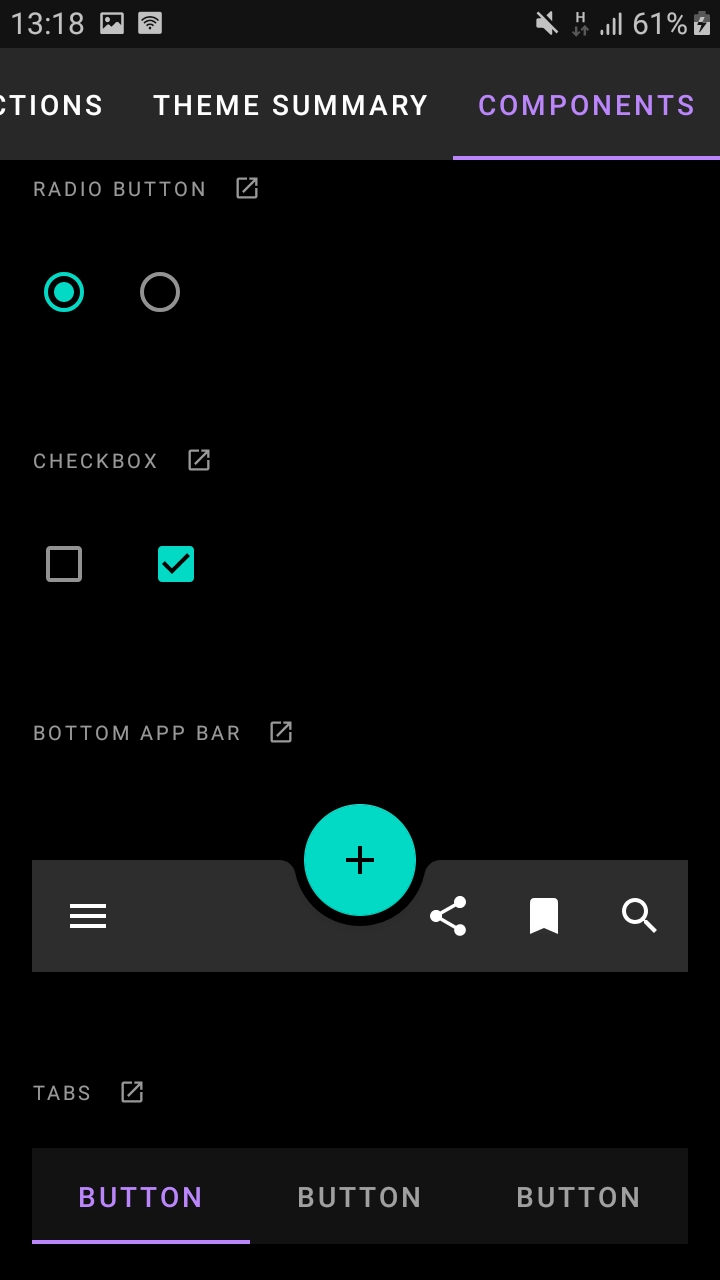 13:18 H 61%
CTIONS THEME SUMMARY COMPONENTS
RADIO BUTTON
CHECKBOX
BOTTOM APP BAR
TABS
BUTTON BUTTON BUTTON